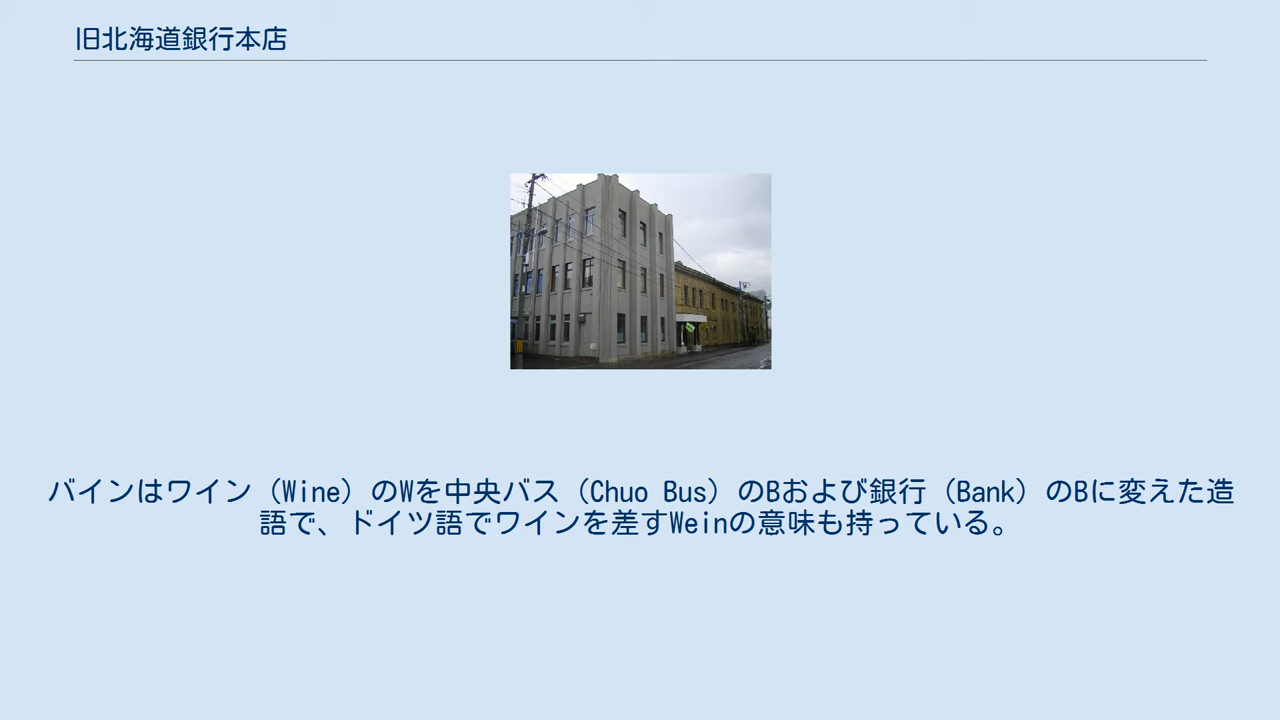 旧北海道銀行本店
バインはワイン（Wine）のWを中央バス（Chuo Bus）のBおよび銀行（Bank）のBに変えた造
語で、ドイツ語でワインを差すWeinの意味も持っている。